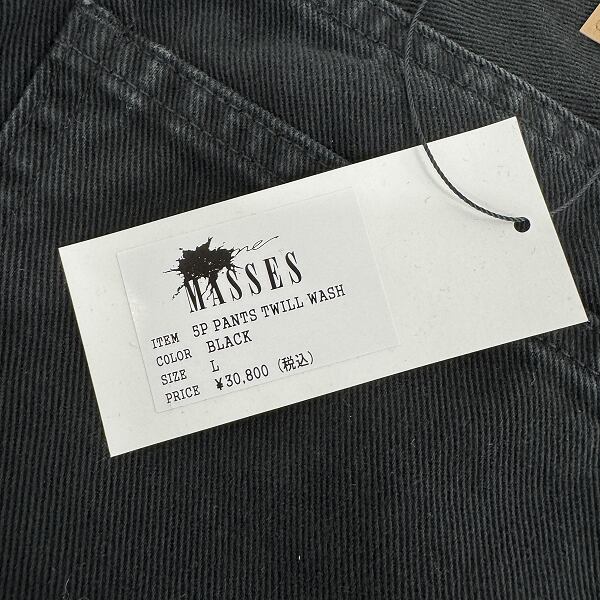 MASSES
ITEM 5P PANTS TWILL WASH
COLOR BLACK
SIZE L
PRICE ¥30,800 (税込)